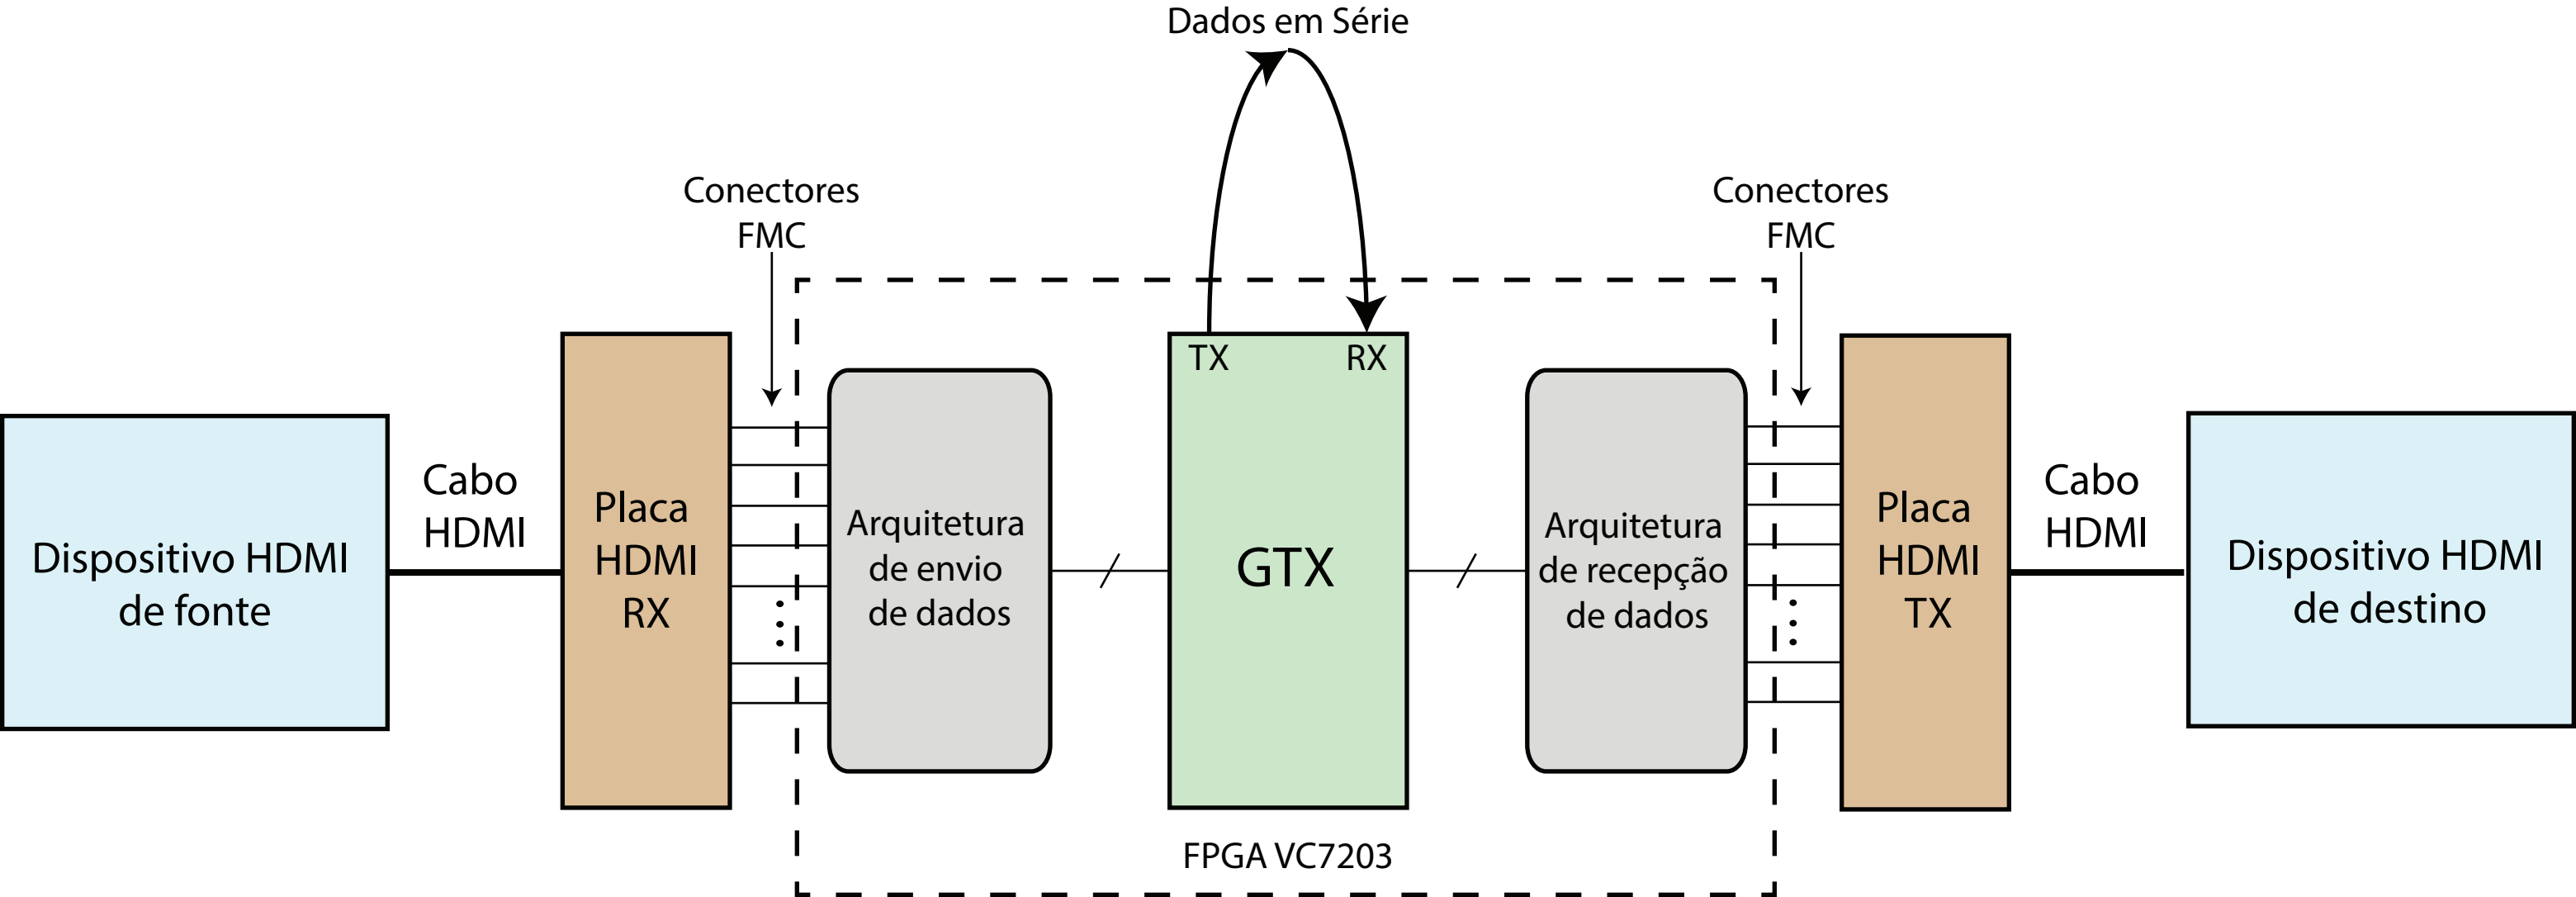 Dados em Série
Conectores
FMC
Conectores
FMC
TX
RX
Dispositivo HDMI
de fonte
Cabo
HDMI
Placa
HDMI
RX
Arquitetura
de envio
de dados
GTX
Arquitetura
de recepção
de dados
Placa
HDMI
TX
Cabo
HDMI
Dispositivo HDMI
de destino
FPGA VC7203